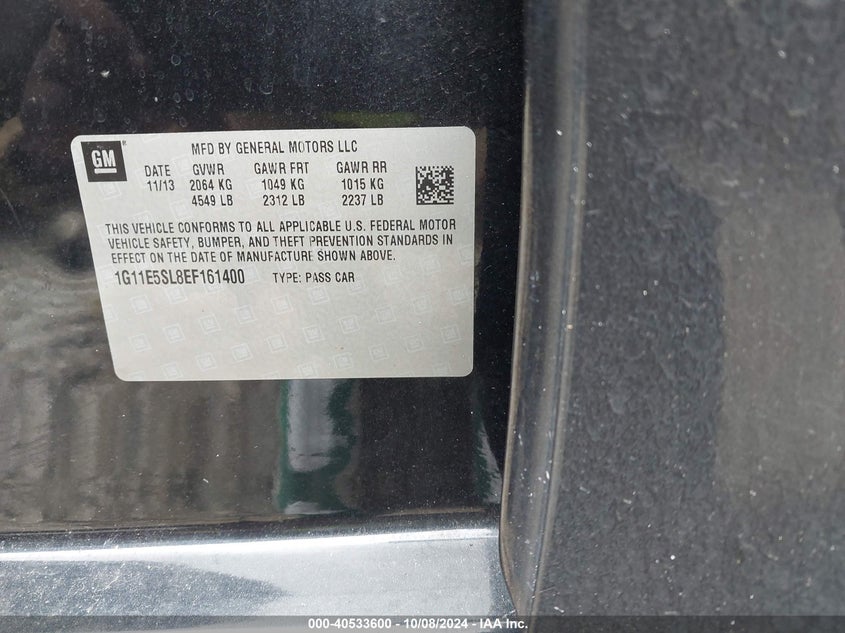 GM
MFD BY GENERAL MOTORS LLC
DATE GVWR GAWR FRT GAWR RR
11/13 2064 KG 1049 KG 1015 KG
4549 LB 2312 LB 2237 LB
THIS VEHICLE CONFORMS TO ALL APPLICABLE U.S. FEDERAL MOTOR
VEHICLE SAFETY, BUMPER, AND THEFT PREVENTION STANDARDS IN
EFFECT ON THE DATE OF MANUFACTURE SHOWN ABOVE.
1G11E5SL8EF161400 TYPE: PASS CAR
000-40533600 - 10/08/2024 - IAA Inc.